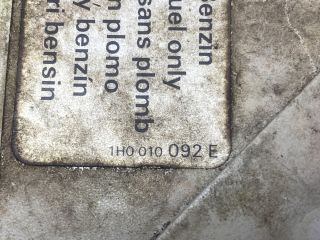 Benzin
uel only
sans plomb
n plomo
ý benzín
ri bensin
1H0 010 092 E